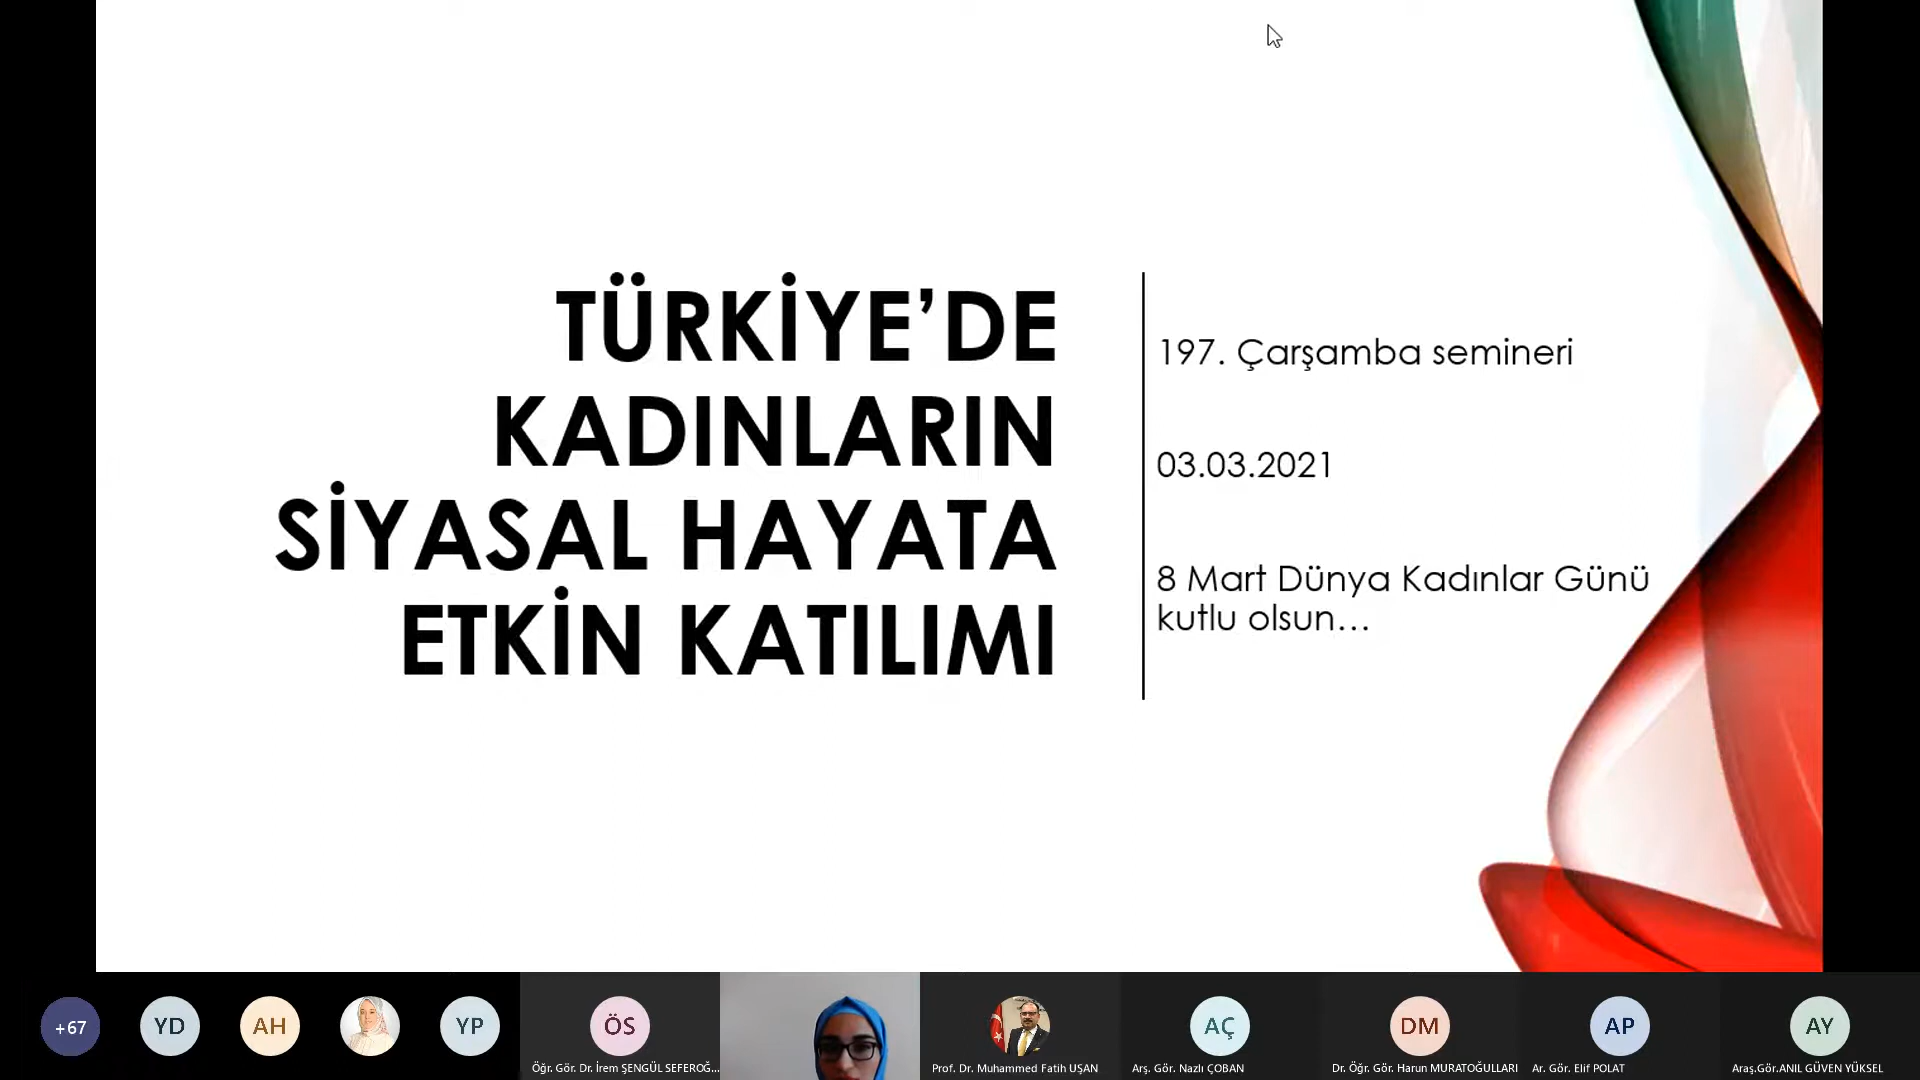 TÜRKİYE’DE
KADINLARIN
SİYASAL HAYATA
ETKİN KATILIMI
197. Çarşamba semineri
03.03.2021
8 Mart Dünya Kadınlar Günü
kutlu olsun…
+67
YD
AH
YP
ÖS
Öğr. Gör. Dr. İrem ŞENGÜL SEFEROĞ...
Prof. Dr. Muhammed Fatih UŞAN
AÇ
Arş. Gör. Nazlı ÇOBAN
DM
Dr. Öğr. Gör. Harun MURATOĞULLARI
AP
Ar. Gör. Elif POLAT
AY
Araş.Gör.ANIL GÜVEN YÜKSEL